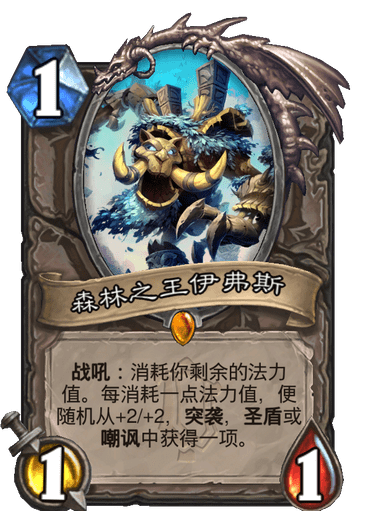 1
森林之王伊弗斯
战吼：消耗你剩余的法力
值。每消耗一点法力值，便
随机从+2/+2，突袭，圣盾或
嘲讽中获得一项。
1
1